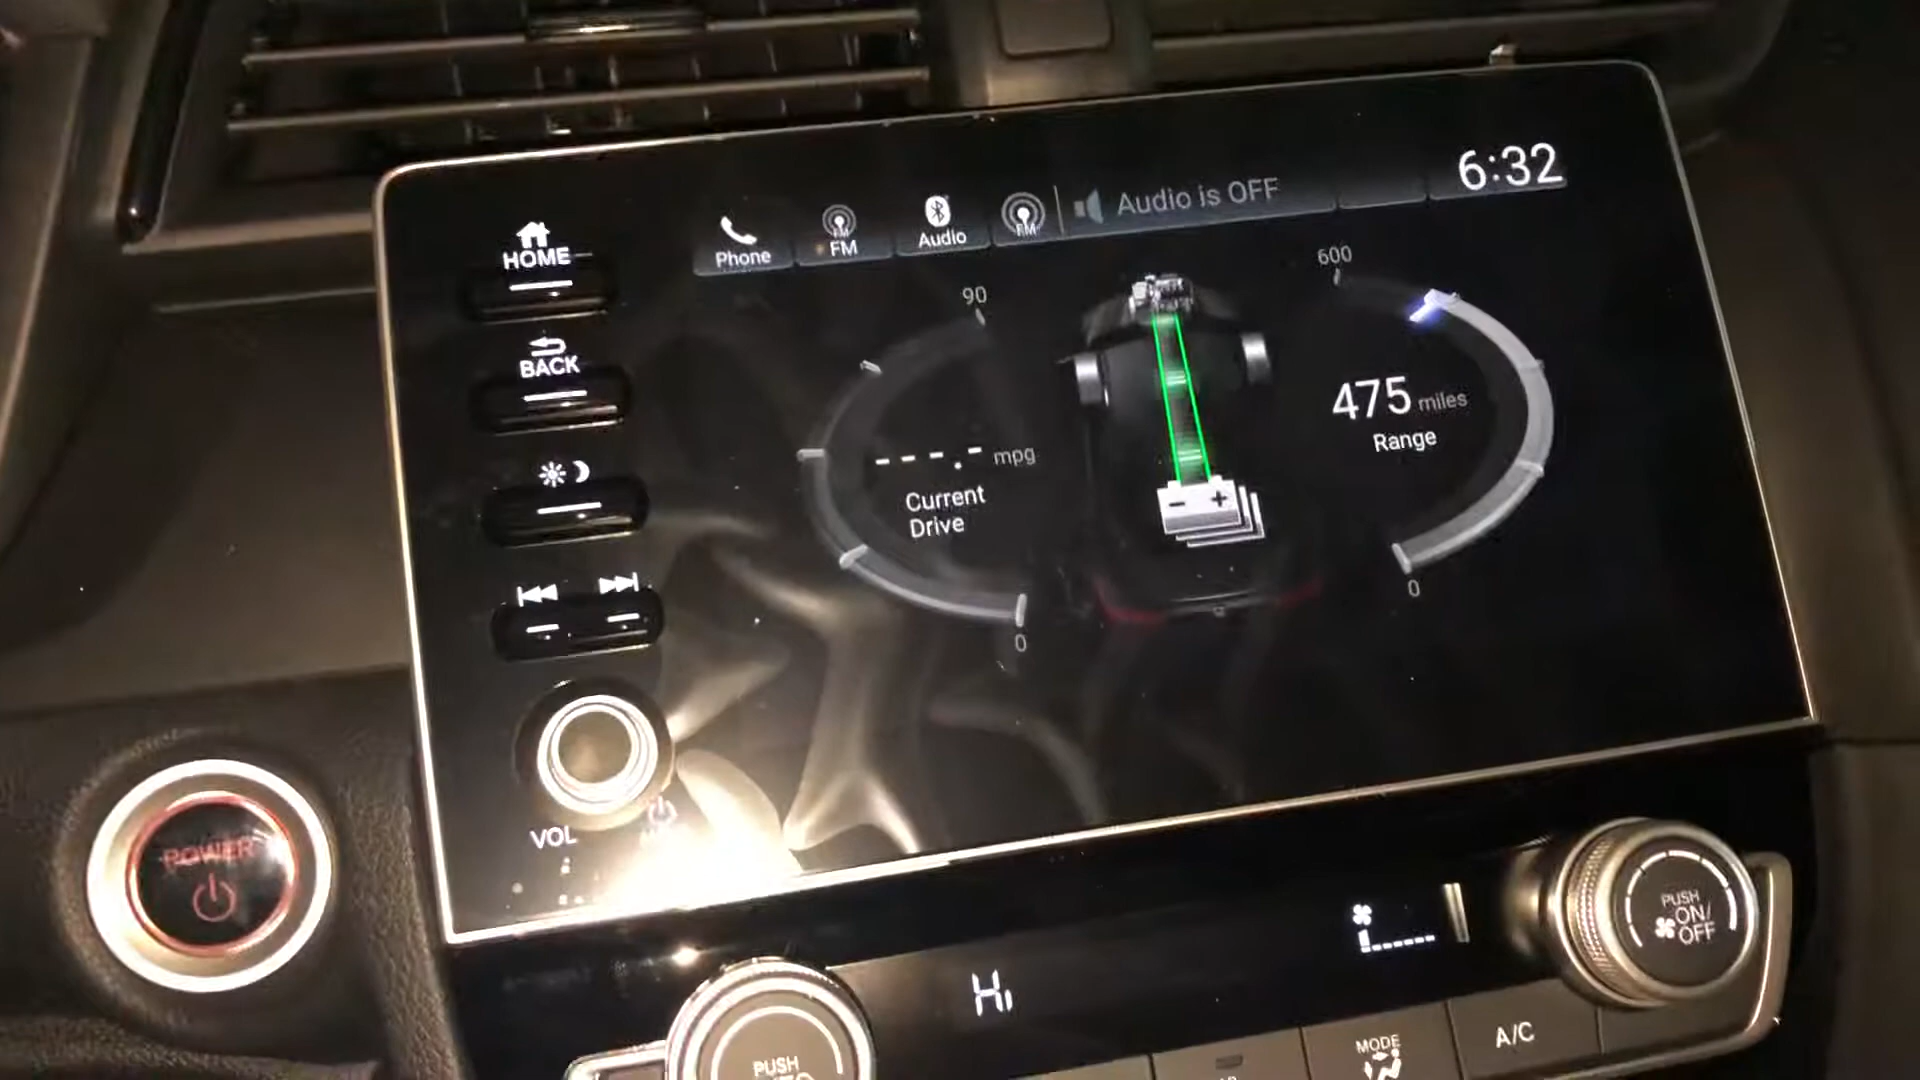 6:32
Audio is OFF
Phone
FM
FM
Audio
FM
HOME
BACK
90
600
---.- mpg
Current
Drive
475 miles
Range
- +
0
0
VOL
POWER
Hi
PUSH
ON/
OFF
PUSH
MODE
A/C